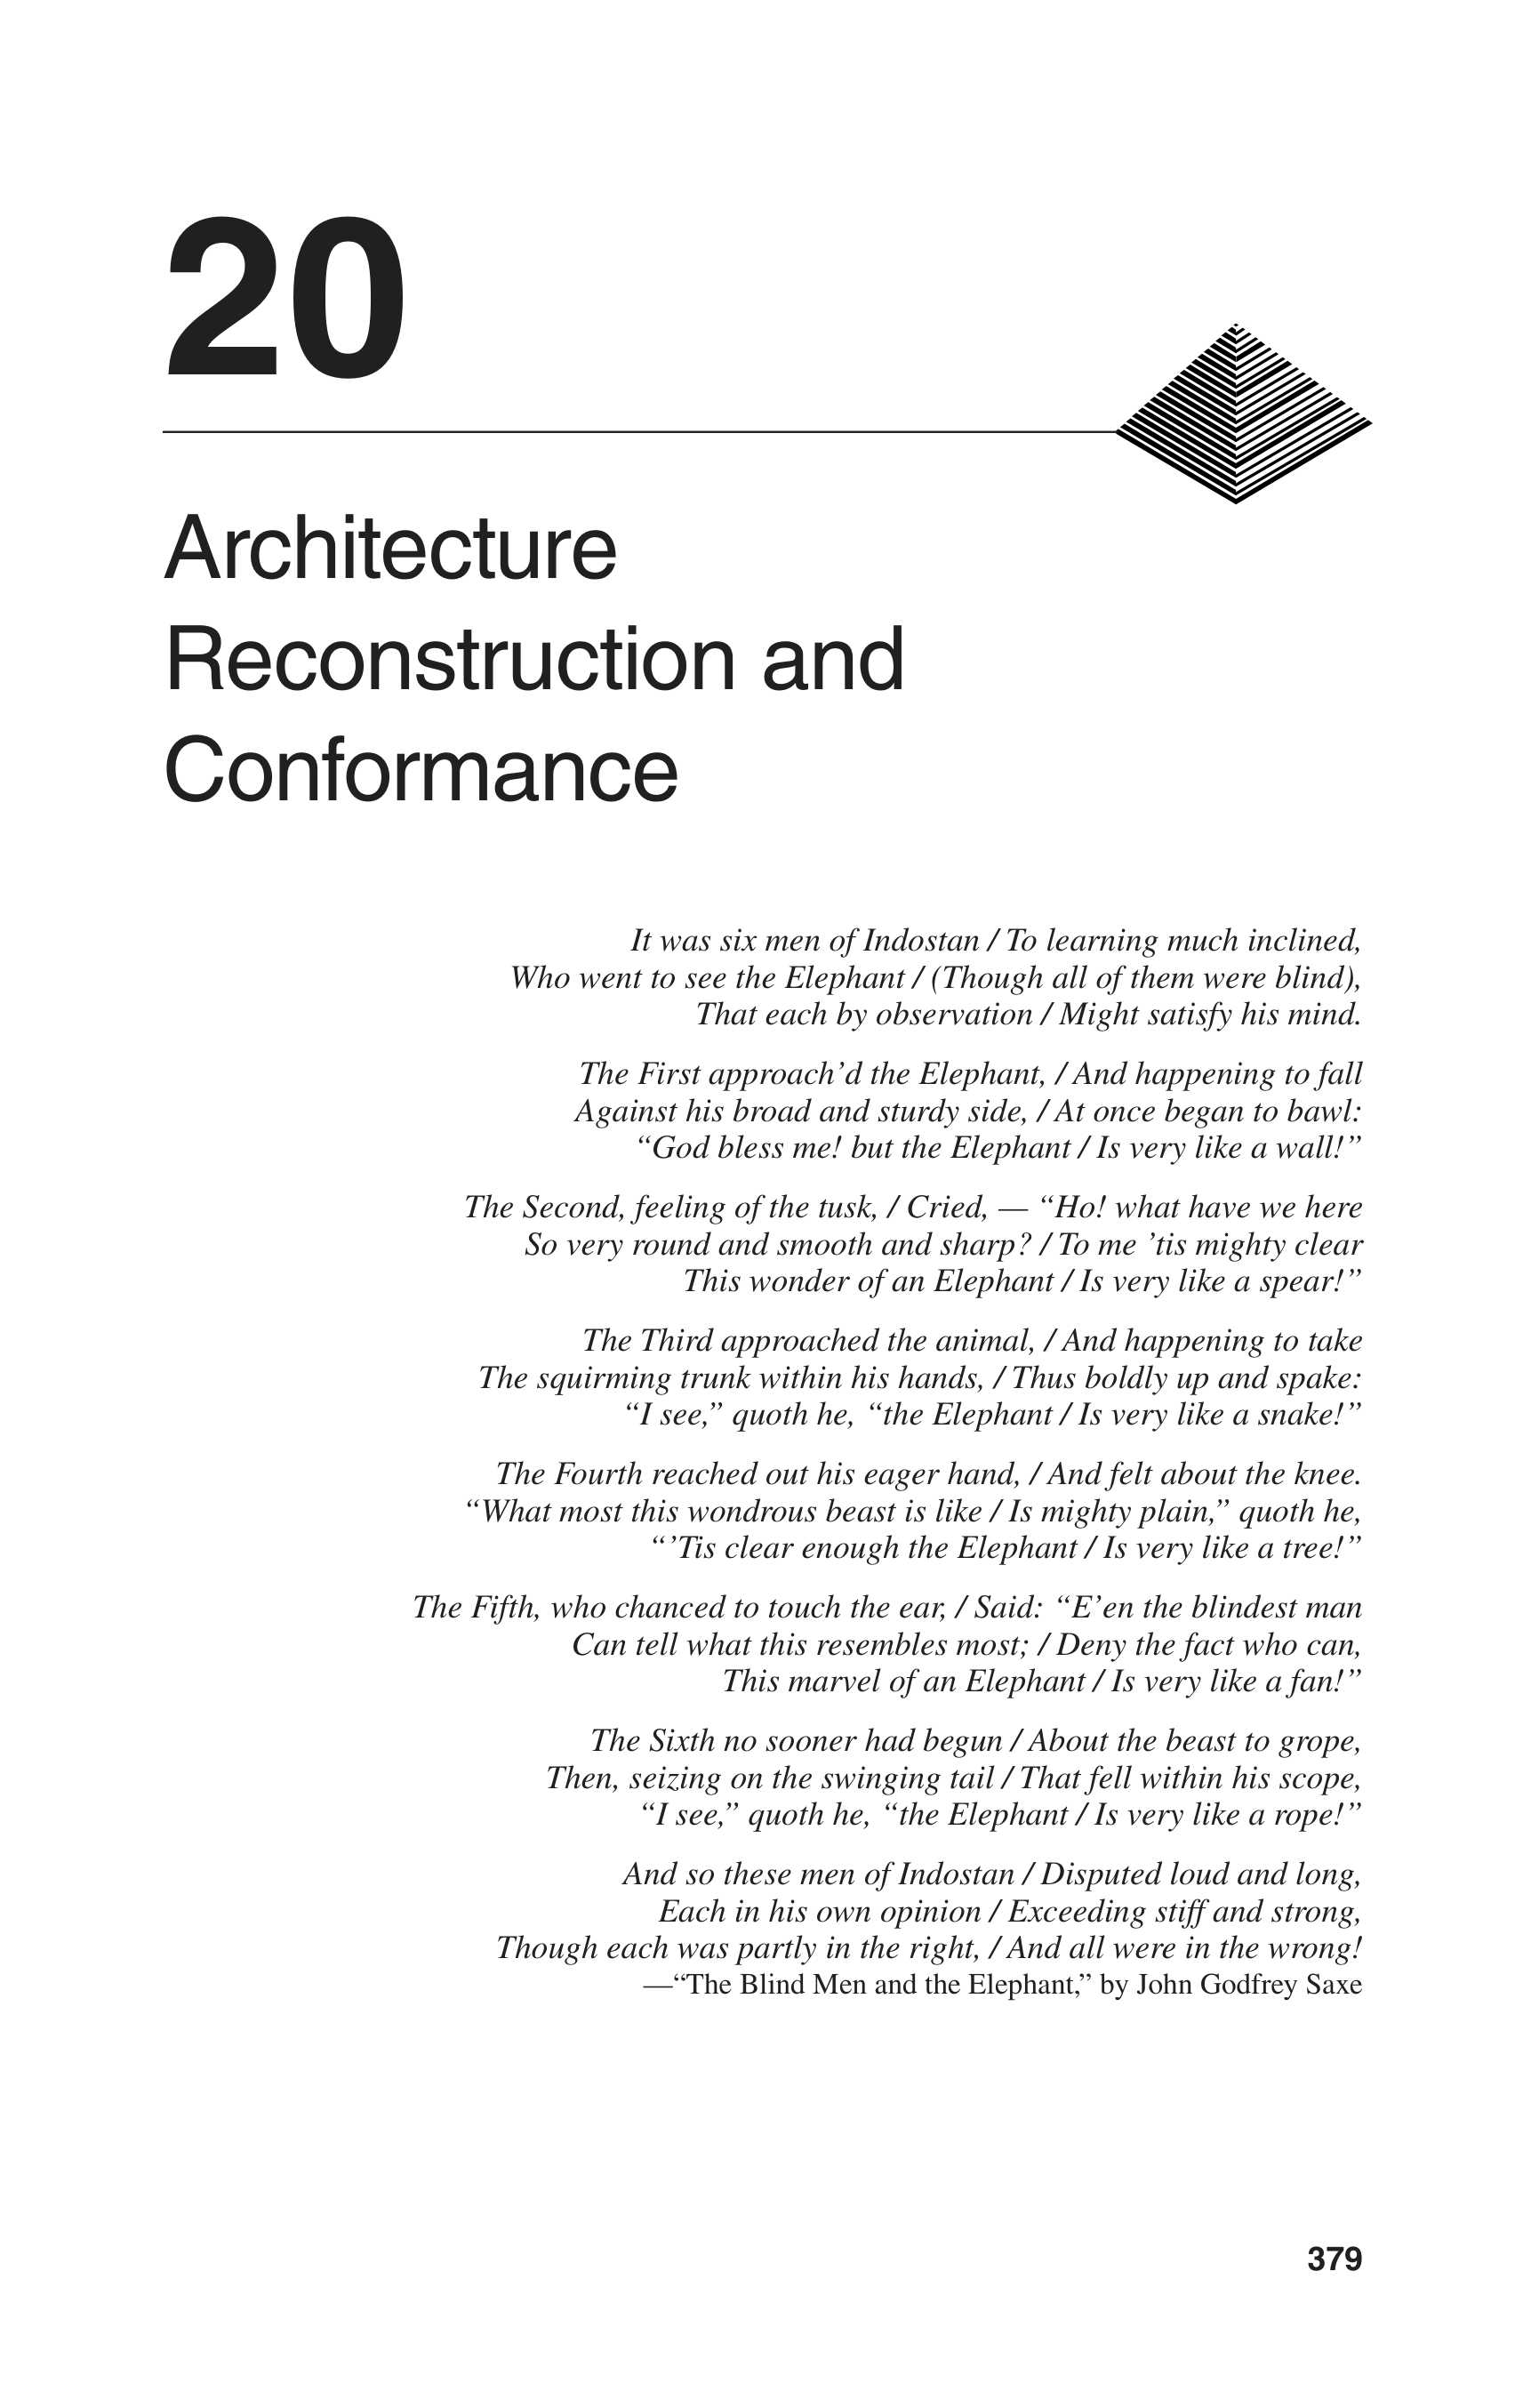 20
Architecture
Reconstruction and
Conformance
It was six men of Indostan / To learning much inclined,
Who went to see the Elephant / (Though all of them were blind),
That each by observation / Might satisfy his mind.
The First approach’d the Elephant, / And happening to fall
Against his broad and sturdy side, / At once began to bawl:
“God bless me! but the Elephant / Is very like a wall!”
The Second, feeling of the tusk, / Cried, — “Ho! what have we here
So very round and smooth and sharp? / To me ’tis mighty clear
This wonder of an Elephant / Is very like a spear!”
The Third approached the animal, / And happening to take
The squirming trunk within his hands, / Thus boldly up and spake:
“I see,” quoth he, “the Elephant / Is very like a snake!”
The Fourth reached out his eager hand, / And felt about the knee.
“What most this wondrous beast is like / Is mighty plain,” quoth he,
“’Tis clear enough the Elephant / Is very like a tree!”
The Fifth, who chanced to touch the ear, / Said: “E’en the blindest man
Can tell what this resembles most; / Deny the fact who can,
This marvel of an Elephant / Is very like a fan!”
The Sixth no sooner had begun / About the beast to grope,
Then, seizing on the swinging tail / That fell within his scope,
“I see,” quoth he, “the Elephant / Is very like a rope!”
And so these men of Indostan / Disputed loud and long,
Each in his own opinion / Exceeding stiff and strong,
Though each was partly in the right, / And all were in the wrong!
—“The Blind Men and the Elephant,” by John Godfrey Saxe
379